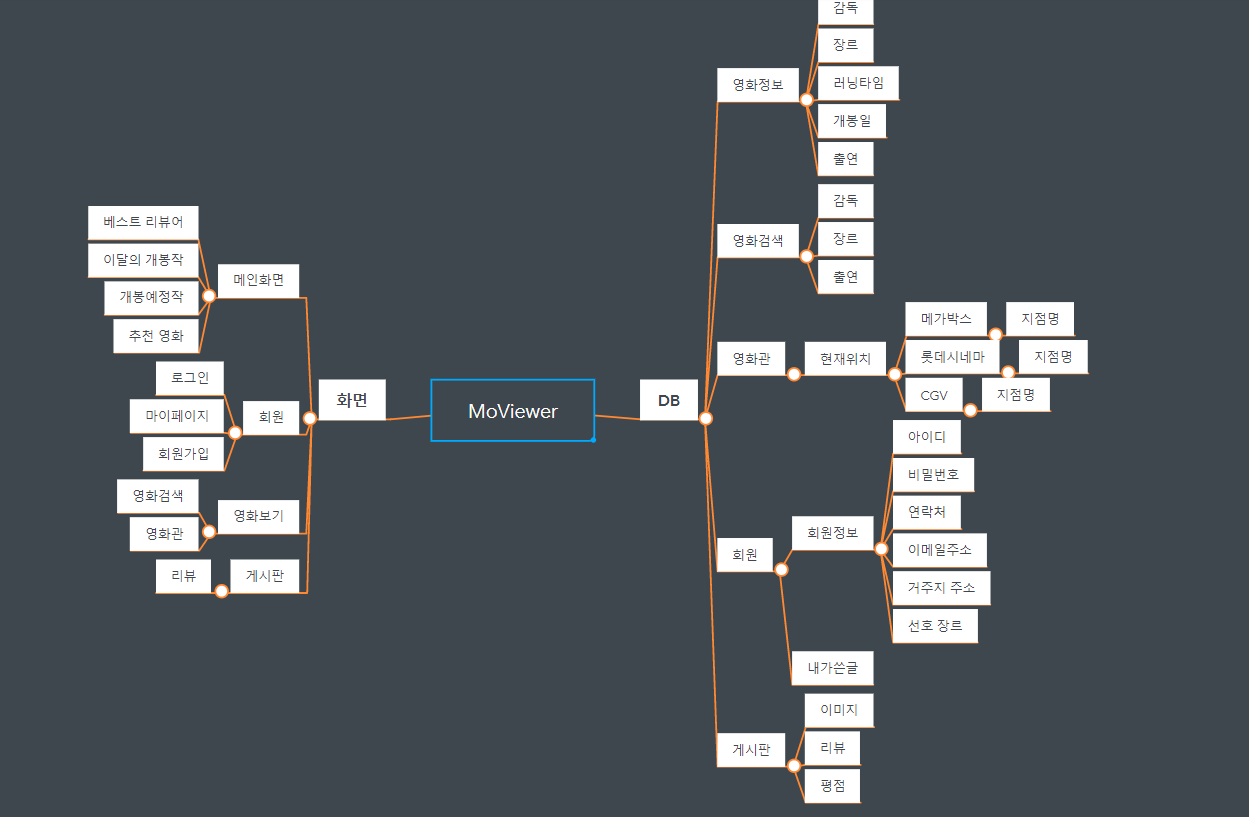 MoViewer
화면
메인화면
베스트 리뷰어
이달의 개봉작
개봉예정작
추천 영화
회원
로그인
마이페이지
회원가입
영화보기
영화검색
영화관
게시판
리뷰
DB
영화정보
감독
장르
러닝타임
개봉일
출연
영화검색
감독
장르
출연
영화관
현재위치
메가박스
지점명
롯데시네마
지점명
CGV
지점명
회원
회원정보
아이디
비밀번호
연락처
이메일주소
거주지 주소
선호 장르
내가쓴글
게시판
이미지
리뷰
평점